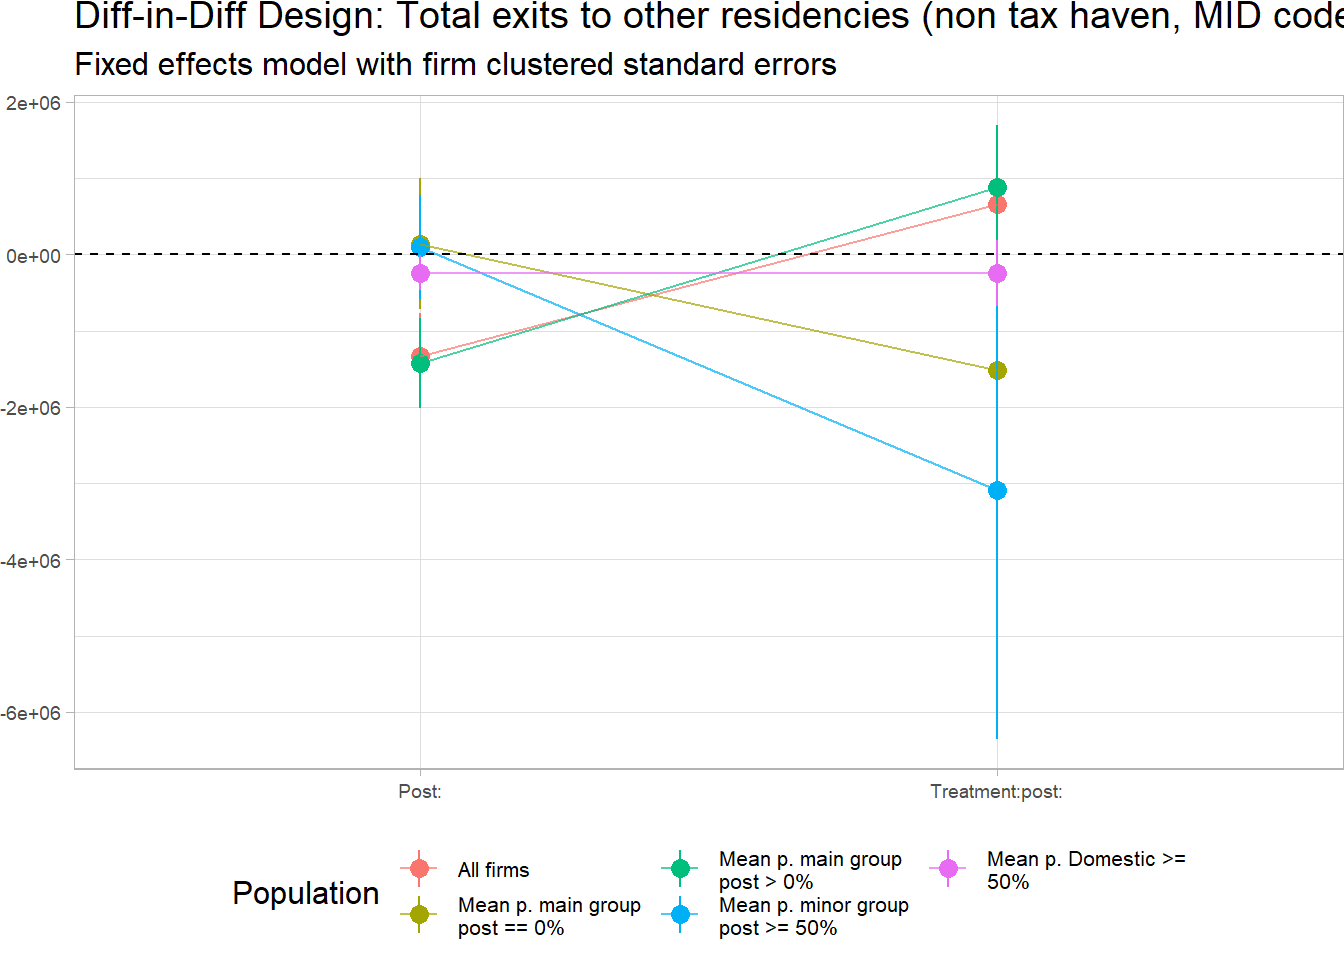 Diff-in-Diff Design: Total exits to other residencies (non tax haven, MID code
Fixed effects model with firm clustered standard errors
2e+06
0e+00
-2e+06
-4e+06
-6e+06
Post:
Treatment:post:
Population
All firms
Mean p. main group
post == 0%
Mean p. main group
post > 0%
Mean p. minor group
post >= 50%
Mean p. Domestic >=
50%